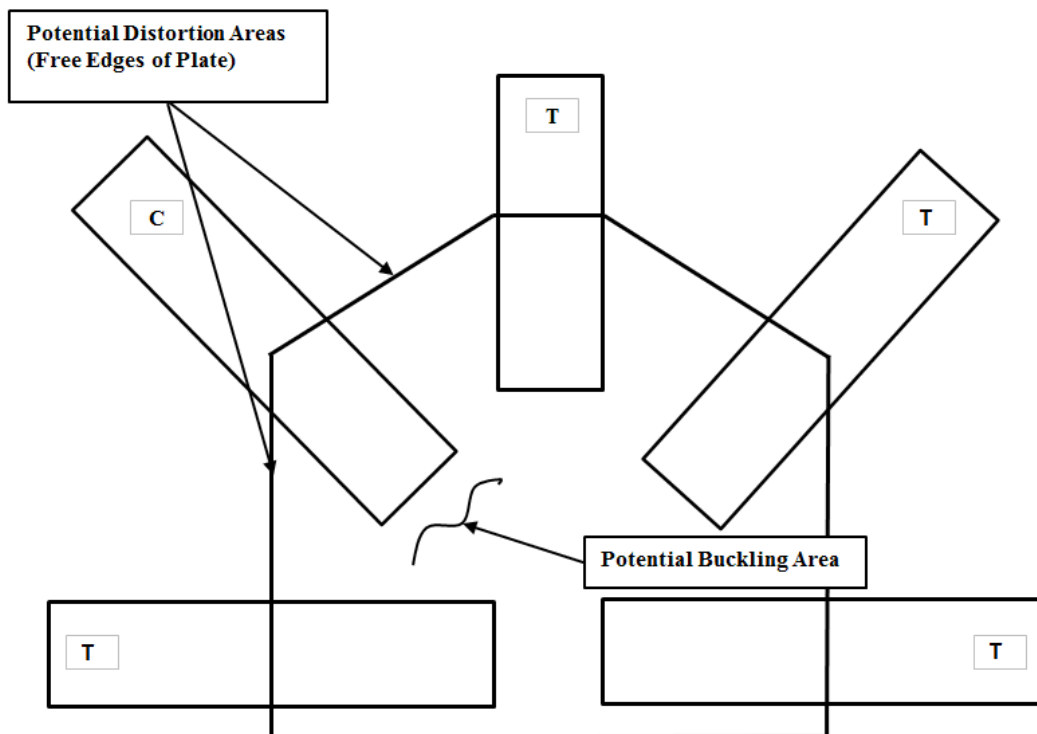 Potential Distortion Areas
(Free Edges of Plate)
T
C
T
Potential Buckling Area
T
T